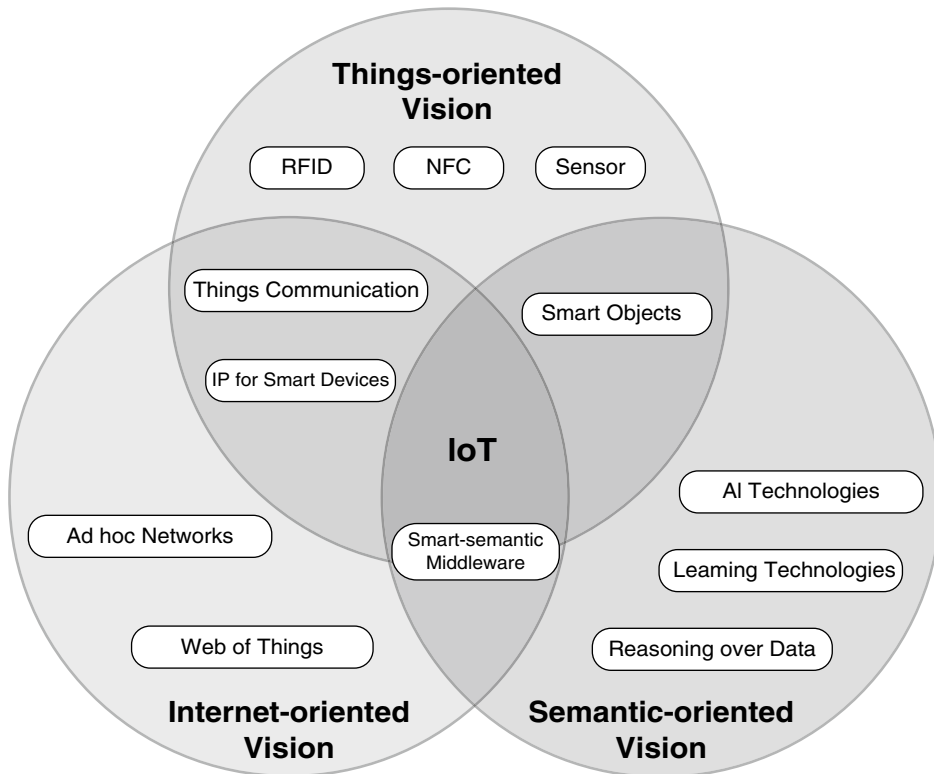 Things-oriented
Vision
RFID
NFC
Sensor
Things Communication
Smart Objects
IP for Smart Devices
IoT
AI Technologies
Ad hoc Networks
Smart-semantic
Middleware
Leaming Technologies
Web of Things
Reasoning over Data
Internet-oriented
Vision
Semantic-oriented
Vision